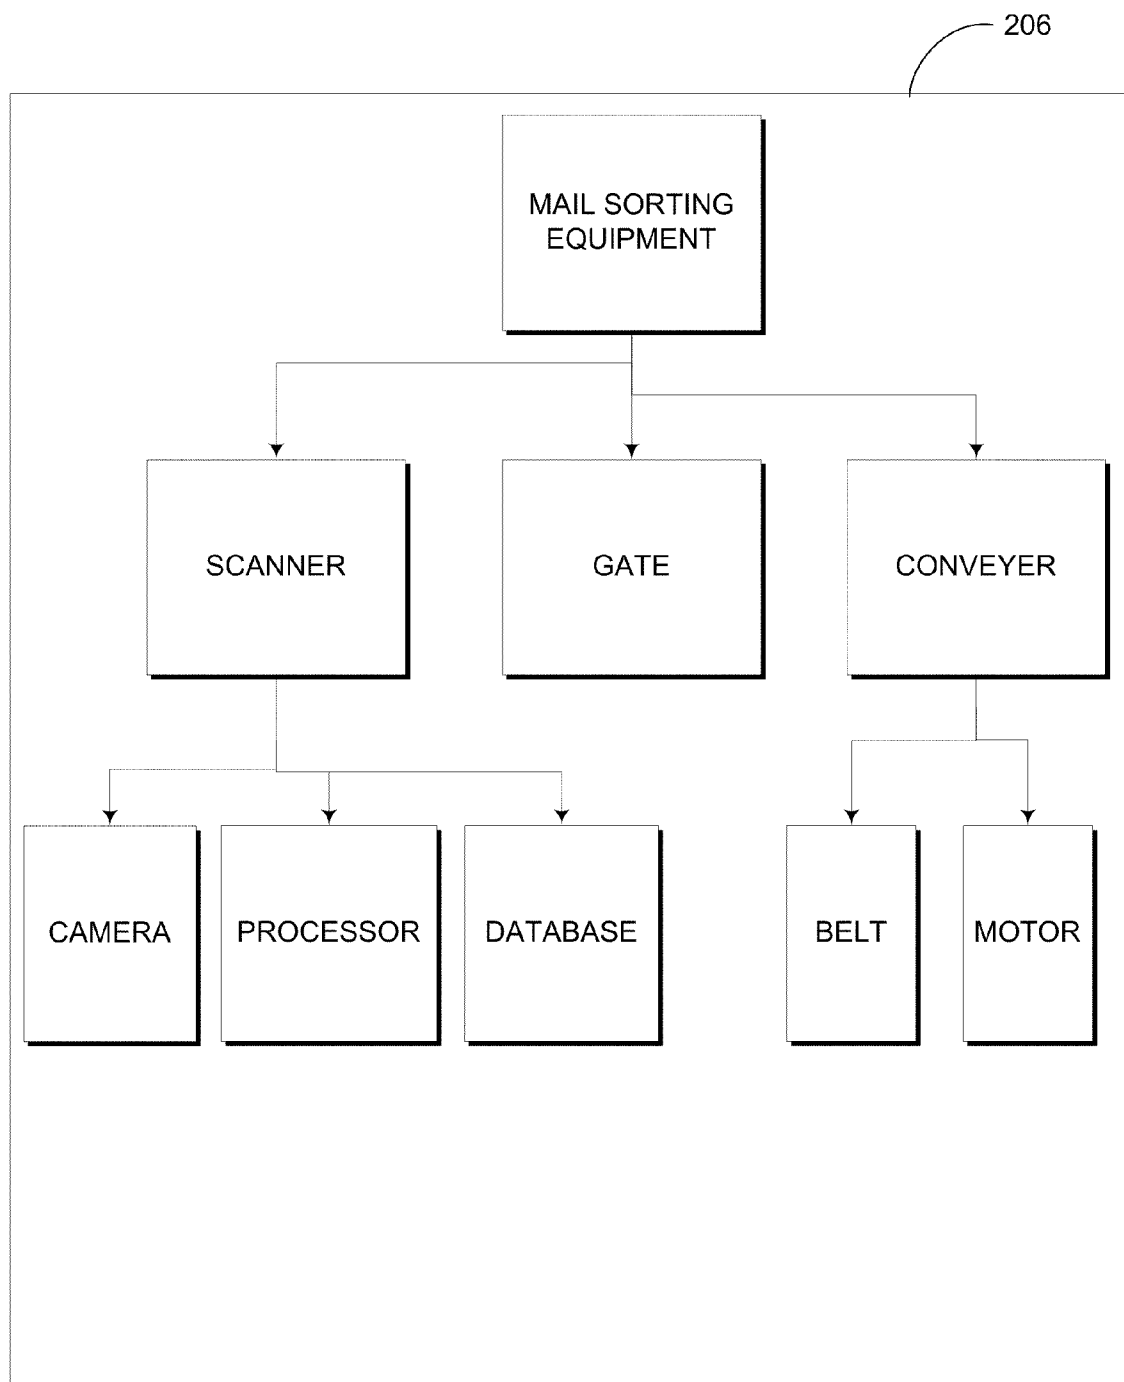 206
MAIL SORTING
EQUIPMENT
SCANNER
GATE
CONVEYER
CAMERA
PROCESSOR
DATABASE
BELT
MOTOR